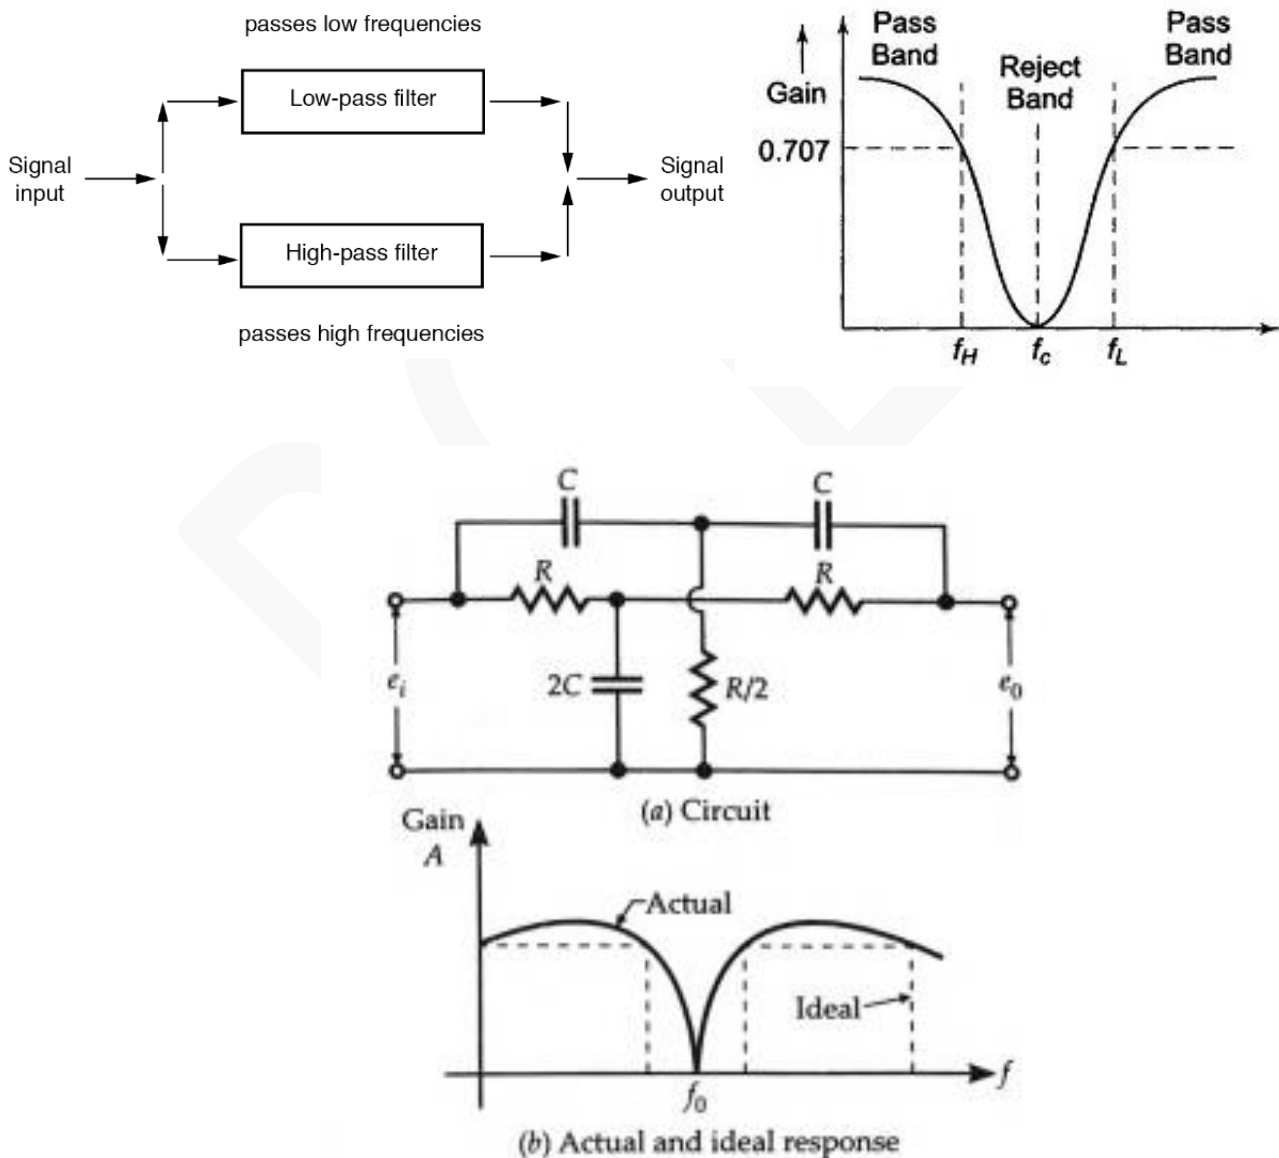 passes low frequencies
Low-pass filter
Signal
input
Signal
output
High-pass filter
passes high frequencies
Pass
Band
Pass
Band
Reject
Band
Gain
0.707
fH
fc
fL
C
C
R
R
ei
2C
R/2
e0
(a) Circuit
Gain
A
Actual
Ideal
f
f0
(b) Actual and ideal response